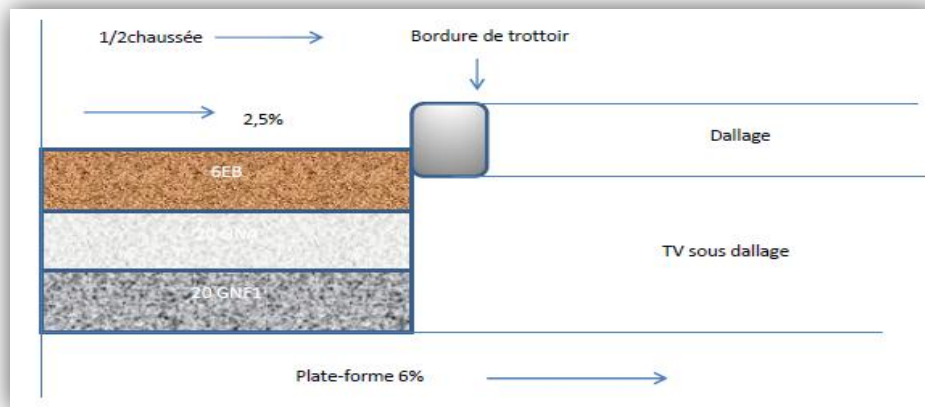 1/2chaussée
Bordure de trottoir
2,5%
Dallage
6EB
TV sous dallage
20 GNF1
Plate-forme 6%